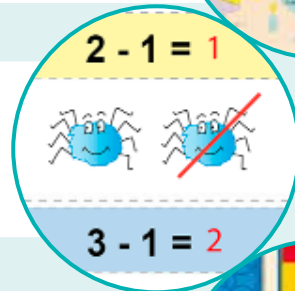 2 - 1 = 1
3 - 1 = 2